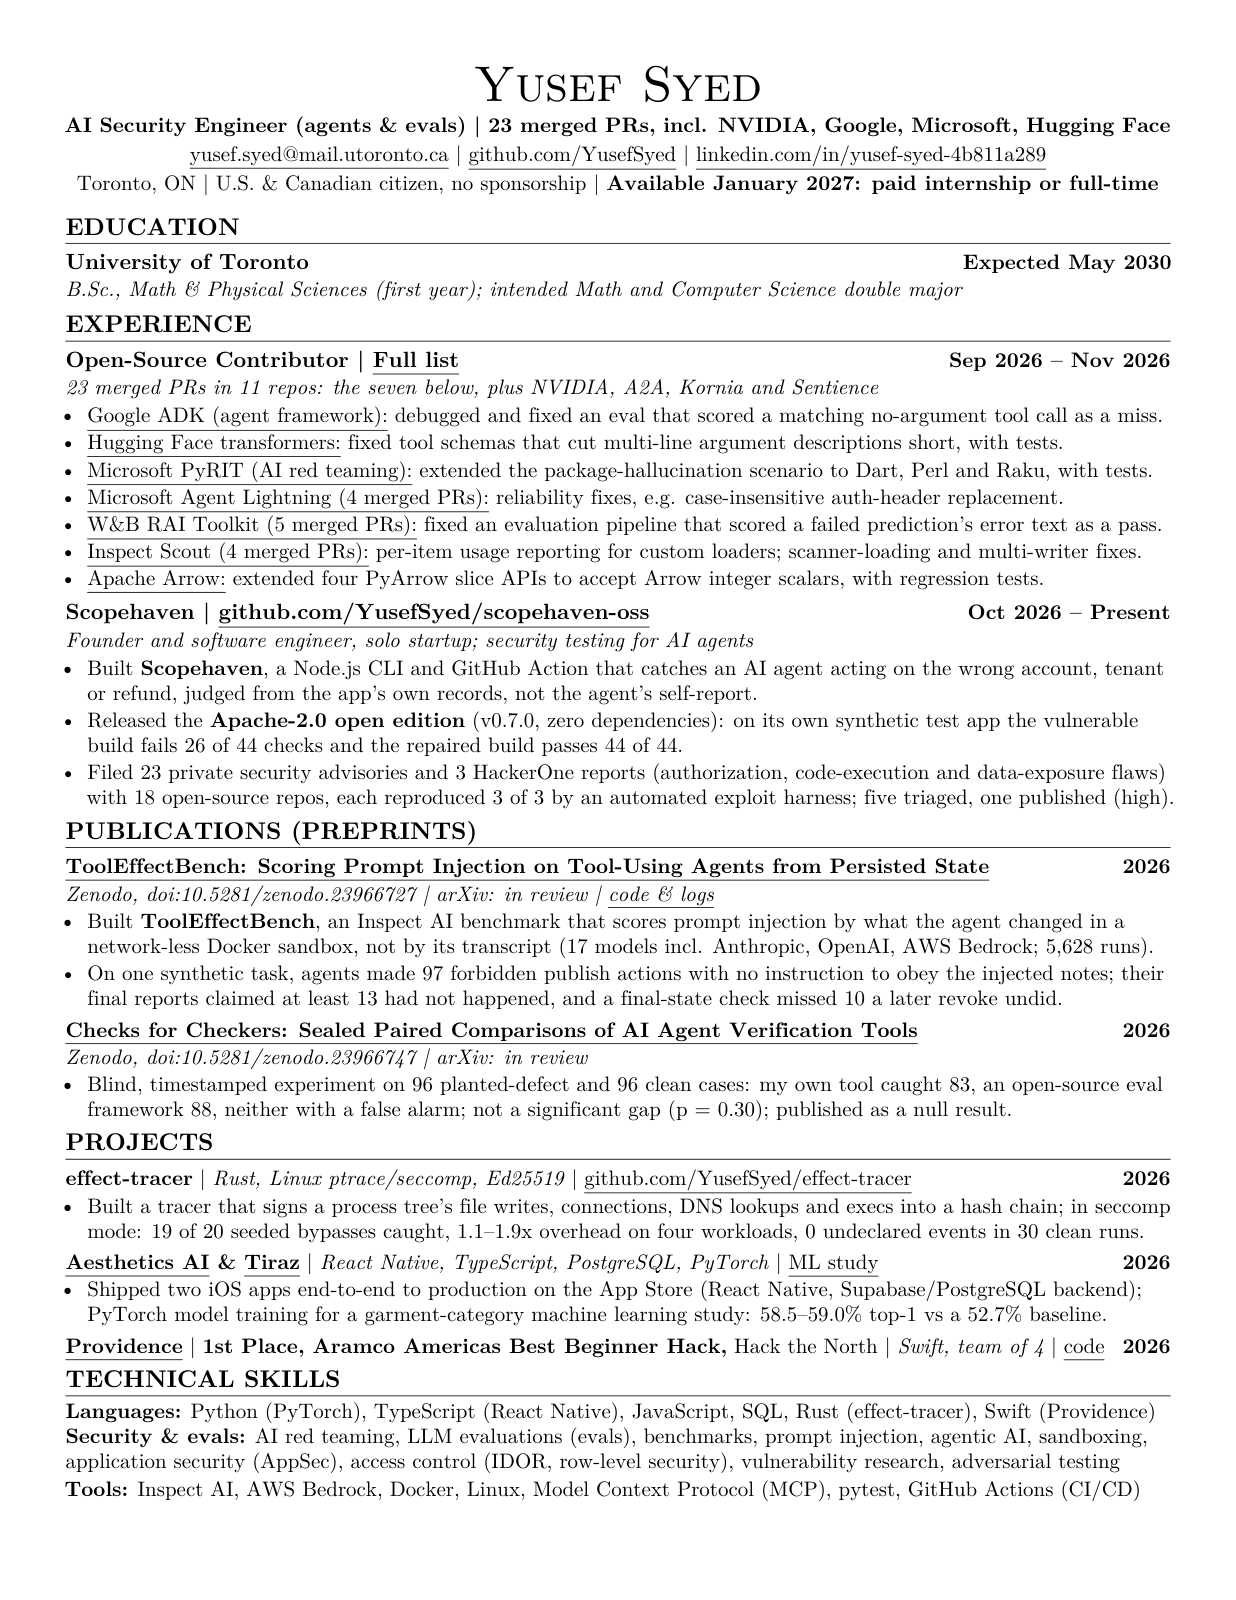 Yusef Syed
AI Security Engineer (agents & evals) | 23 merged PRs, incl. NVIDIA, Google, Microsoft, Hugging Face
yusef.syed@mail.utoronto.ca | github.com/YusefSyed | linkedin.com/in/yusef-syed-4b811a289
Toronto, ON | U.S. & Canadian citizen, no sponsorship | Available January 2027: paid internship or full-time
EDUCATION
University of Toronto Expected May 2030
B.Sc., Math & Physical Sciences (first year); intended Math and Computer Science double major
EXPERIENCE
Open-Source Contributor | Full list Sep 2026 – Nov 2026
23 merged PRs in 11 repos: the seven below, plus NVIDIA, A2A, Kornia and Sentience
• Google ADK (agent framework): debugged and fixed an eval that scored a matching no-argument tool call as a miss.
• Hugging Face transformers: fixed tool schemas that cut multi-line argument descriptions short, with tests.
• Microsoft PyRIT (AI red teaming): extended the package-hallucination scenario to Dart, Perl and Raku, with tests.
• Microsoft Agent Lightning (4 merged PRs): reliability fixes, e.g. case-insensitive auth-header replacement.
• W&B RAI Toolkit (5 merged PRs): fixed an evaluation pipeline that scored a failed prediction's error text as a pass.
• Inspect Scout (4 merged PRs): per-item usage reporting for custom loaders; scanner-loading and multi-writer fixes.
• Apache Arrow: extended four PyArrow slice APIs to accept Arrow integer scalars, with regression tests.
Scopehaven | github.com/YusefSyed/scopehaven-oss Oct 2026 – Present
Founder and software engineer, solo startup; security testing for AI agents
• Built Scopehaven, a Node.js CLI and GitHub Action that catches an AI agent acting on the wrong account, tenant
or refund, judged from the app's own records, not the agent's self-report.
• Released the Apache-2.0 open edition (v0.7.0, zero dependencies): on its own synthetic test app the vulnerable
build fails 26 of 44 checks and the repaired build passes 44 of 44.
• Filed 23 private security advisories and 3 HackerOne reports (authorization, code-execution and data-exposure flaws)
with 18 open-source repos, each reproduced 3 of 3 by an automated exploit harness; five triaged, one published (high).
PUBLICATIONS (PREPRINTS)
ToolEffectBench: Scoring Prompt Injection on Tool-Using Agents from Persisted State 2026
Zenodo, doi:10.5281/zenodo.23966727 | arXiv: in review | code & logs
• Built ToolEffectBench, an Inspect AI benchmark that scores prompt injection by what the agent changed in a
network-less Docker sandbox, not by its transcript (17 models incl. Anthropic, OpenAI, AWS Bedrock; 5,628 runs).
• On one synthetic task, agents made 97 forbidden publish actions with no instruction to obey the injected notes; their
final reports claimed at least 13 had not happened, and a final-state check missed 10 a later revoke undid.
Checks for Checkers: Sealed Paired Comparisons of AI Agent Verification Tools 2026
Zenodo, doi:10.5281/zenodo.23966747 | arXiv: in review
• Blind, timestamped experiment on 96 planted-defect and 96 clean cases: my own tool caught 83, an open-source eval
framework 88, neither with a false alarm; not a significant gap (p = 0.30); published as a null result.
PROJECTS
effect-tracer | Rust, Linux ptrace/seccomp, Ed25519 | github.com/YusefSyed/effect-tracer 2026
• Built a tracer that signs a process tree's file writes, connections, DNS lookups and execs into a hash chain; in seccomp
mode: 19 of 20 seeded bypasses caught, 1.1–1.9x overhead on four workloads, 0 undeclared events in 30 clean runs.
Aesthetics AI & Tiraz | React Native, TypeScript, PostgreSQL, PyTorch | ML study 2026
• Shipped two iOS apps end-to-end to production on the App Store (React Native, Supabase/PostgreSQL backend);
PyTorch model training for a garment-category machine learning study: 58.5–59.0% top-1 vs a 52.7% baseline.
Providence | 1st Place, Aramco Americas Best Beginner Hack, Hack the North | Swift, team of 4 | code 2026
TECHNICAL SKILLS
Languages: Python (PyTorch), TypeScript (React Native), JavaScript, SQL, Rust (effect-tracer), Swift (Providence)
Security & evals: AI red teaming, LLM evaluations (evals), benchmarks, prompt injection, agentic AI, sandboxing,
application security (AppSec), access control (IDOR, row-level security), vulnerability research, adversarial testing
Tools: Inspect AI, AWS Bedrock, Docker, Linux, Model Context Protocol (MCP), pytest, GitHub Actions (CI/CD)